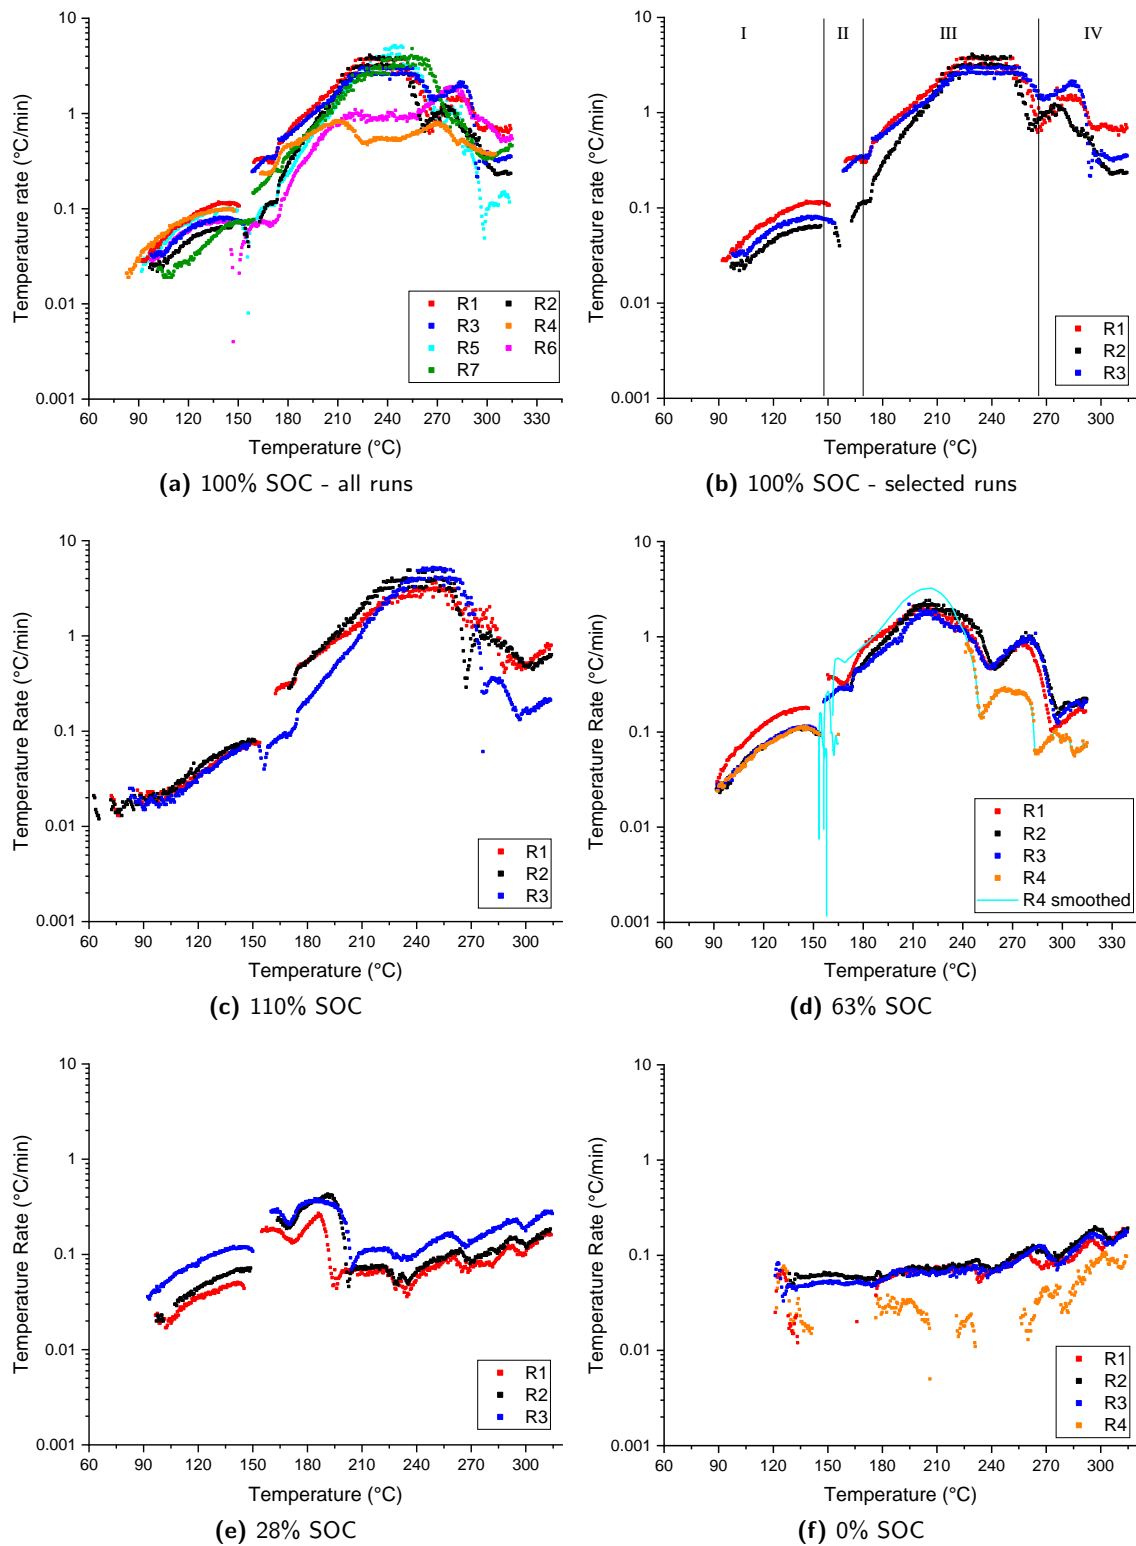 10
1
0.1
0.01
0.001
Temperature rate (°C/min)
60 90 120 150 180 210 240 270 300 330
Temperature (°C)
R1 R2
R3 R4
R5 R6
R7
(a) 100% SOC - all runs
10
1
0.1
0.01
0.001
Temperature rate (°C/min)
I II III IV
60 90 120 150 180 210 240 270 300
Temperature (°C)
R1
R2
R3
(b) 100% SOC - selected runs
10
1
0.1
0.01
0.001
Temperature Rate (°C/min)
60 90 120 150 180 210 240 270 300
Temperature (°C)
R1
R2
R3
(c) 110% SOC
10
1
0.1
0.01
0.001
Temperature Rate (°C/min)
60 90 120 150 180 210 240 270 300 330
Temperature (°C)
R1
R2
R3
R4
R4 smoothed
(d) 63% SOC
10
1
0.1
0.01
0.001
Temperature Rate (°C/min)
60 90 120 150 180 210 240 270 300
Temperature (°C)
R1
R2
R3
(e) 28% SOC
10
1
0.1
0.01
0.001
Temperature Rate (°C/min)
60 90 120 150 180 210 240 270 300
Temperature (°C)
R1
R2
R3
R4
(f) 0% SOC